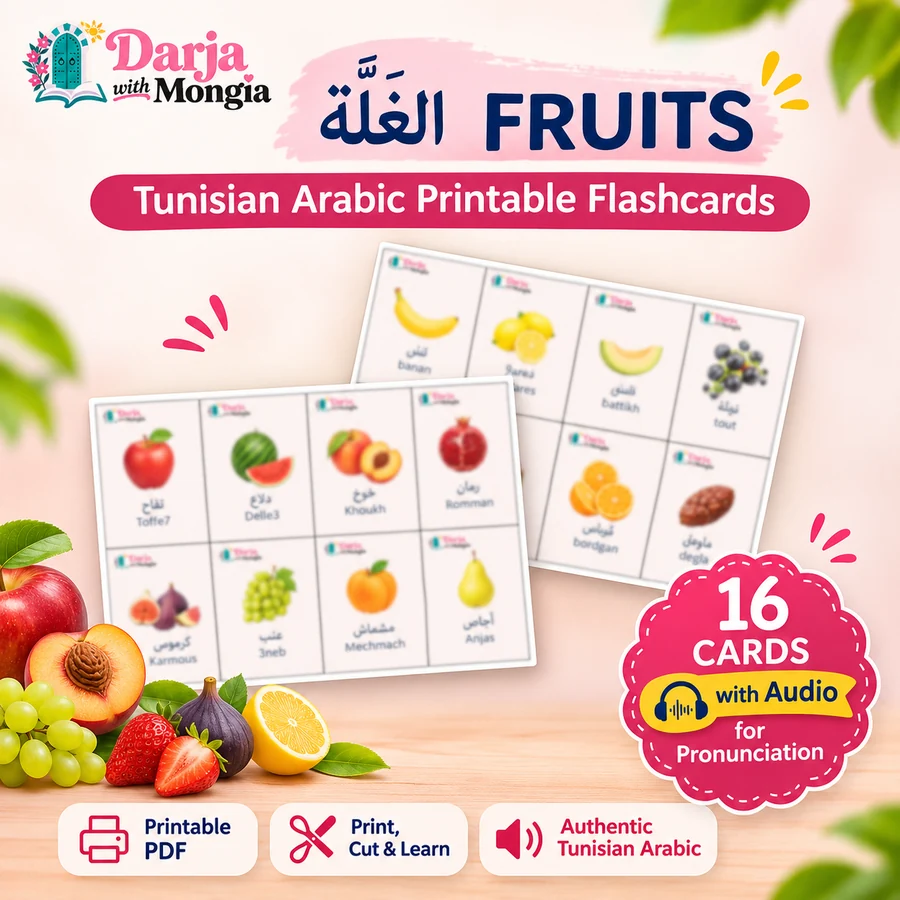 Darja
with Mongia
الغَلَّة FRUITS
Tunisian Arabic Printable Flashcards
banan
battikh
tout
bordgan
degla
تفاح
Toffe7
دلاع
Delle3
خوخ
Khoukh
رمان
Romman
كرموس
Karmous
عنب
3neb
مشماش
Mechmach
أجاص
Anjas
16
CARDS
with Audio
for
Pronunciation
Printable
PDF
Print,
Cut & Learn
Authentic
Tunisian Arabic